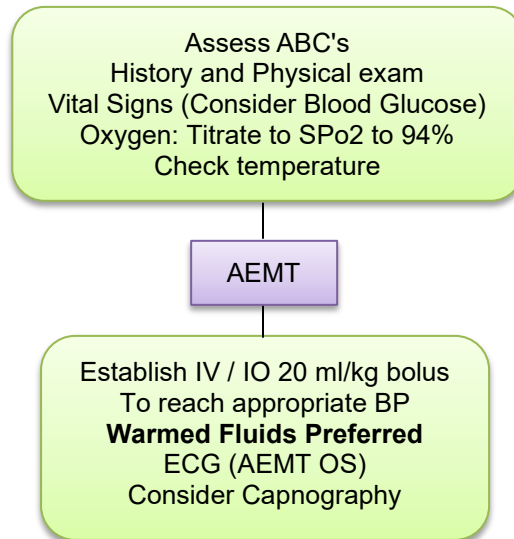 Assess ABC's
History and Physical exam
Vital Signs (Consider Blood Glucose)
Oxygen: Titrate to SPo2 to 94%
Check temperature
AEMT
Establish IV / IO 20 ml/kg bolus
To reach appropriate BP
Warmed Fluids Preferred
ECG (AEMT OS)
Consider Capnography